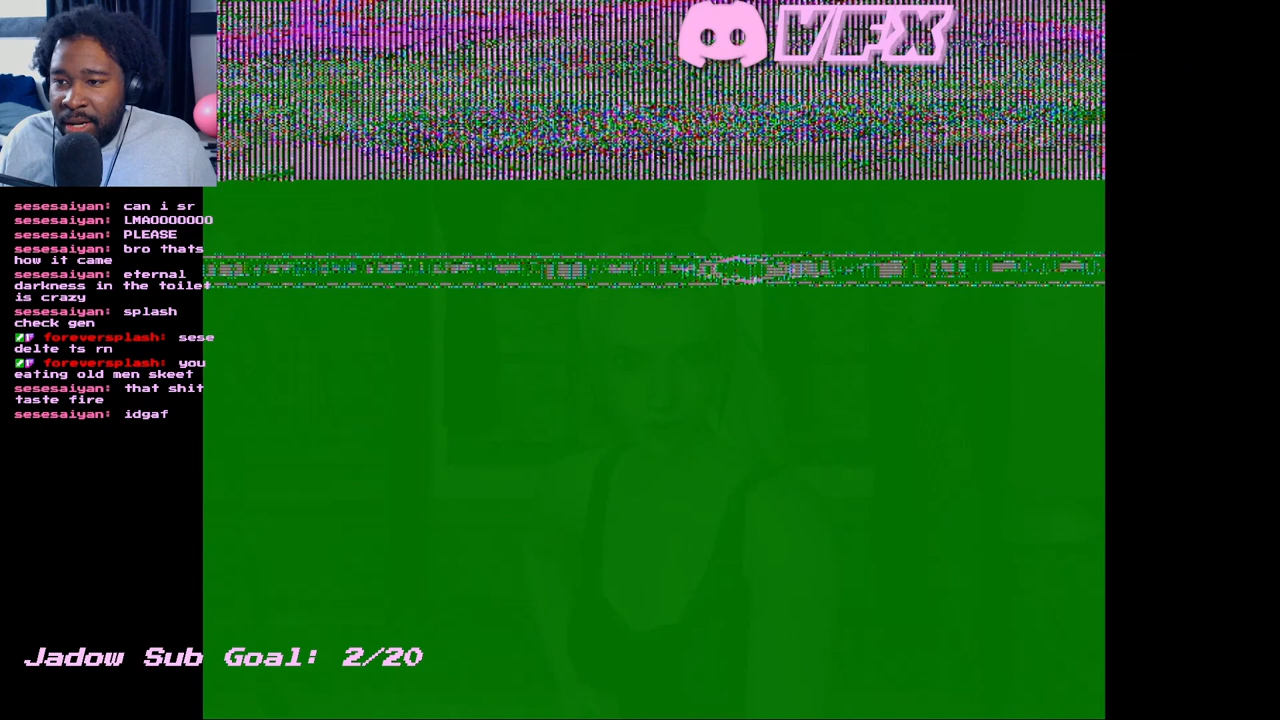 VFX
sesesaiyan: can i sr
sesesaiyan: LMAOOOOOOO
sesesaiyan: PLEASE
sesesaiyan: bro thats
how it came
sesesaiyan: eternal
darkness in the toilet
is crazy
sesesaiyan: splash
check gen
foreversplash: sese
delte ts rn
foreversplash: you
eating old men skeet
sesesaiyan: that shit
taste fire
sesesaiyan: idgaf
Jadow Sub Goal: 2/20